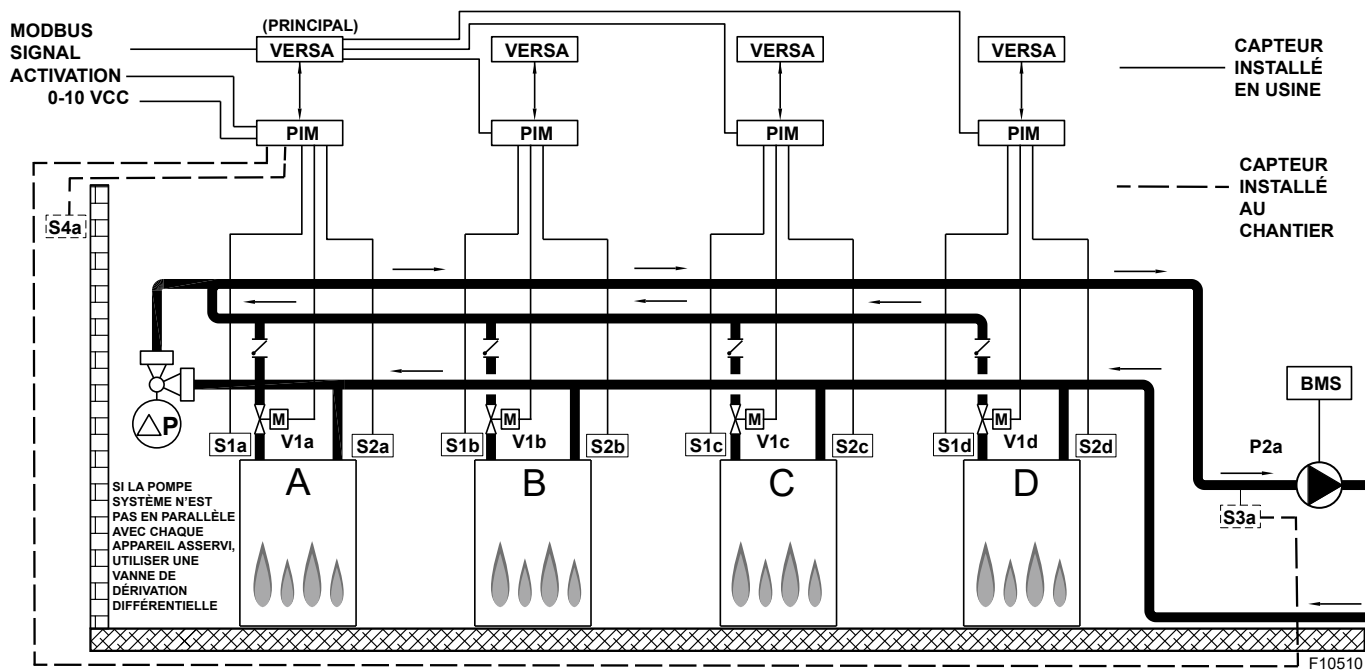 MODBUS
SIGNAL
ACTIVATION
0-10 VCC
(PRINCIPAL)
VERSA
VERSA
VERSA
VERSA
PIM
PIM
PIM
PIM
CAPTEUR
INSTALLÉ
EN USINE
CAPTEUR
INSTALLÉ
AU
CHANTIER
S4a
△P
S1a
M
V1a
S2a
S1b
M
V1b
S2b
S1c
M
V1c
S2c
S1d
M
V1d
S2d
BMS
P2a
S3a
A
B
C
D
SI LA POMPE
SYSTÈME N'EST
PAS EN PARALLÈLE
AVEC CHAQUE
APPAREIL ASSERVI,
UTILISER UNE
VANNE DE
DÉRIVATION
DIFFÉRENTIELLE
F10510